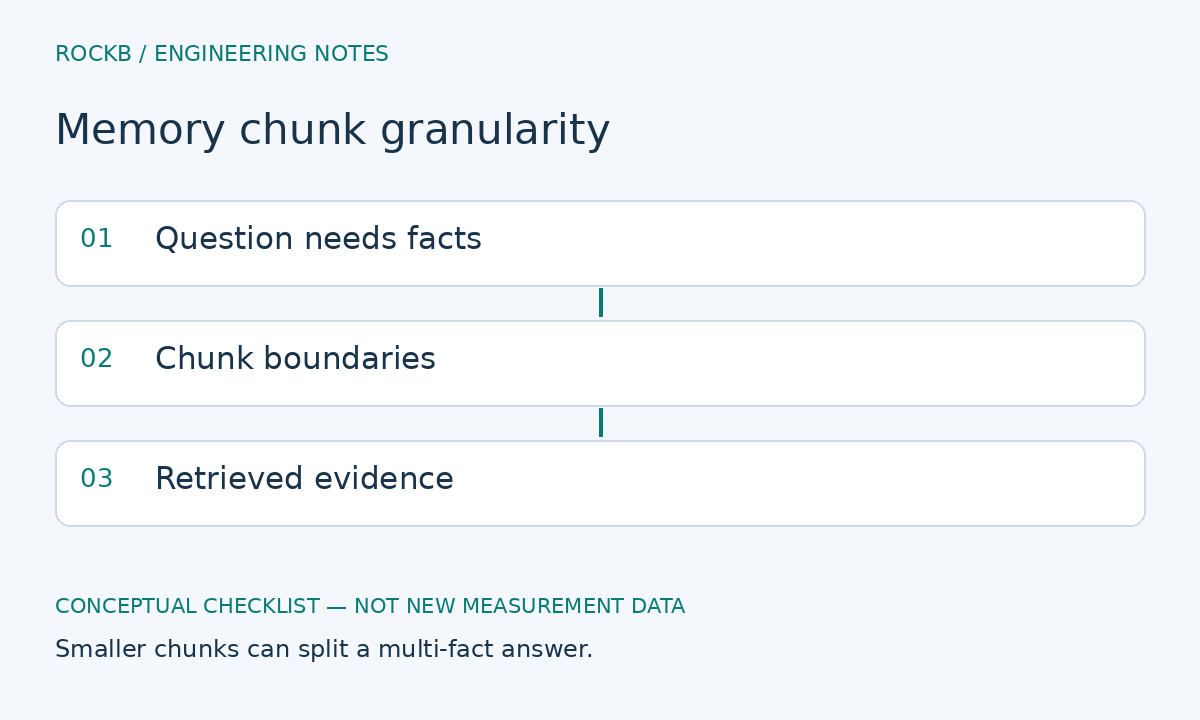 ROCKB / ENGINEERING NOTES
Memory chunk granularity
01 Question needs facts
02 Chunk boundaries
03 Retrieved evidence
CONCEPTUAL CHECKLIST — NOT NEW MEASUREMENT DATA
Smaller chunks can split a multi-fact answer.